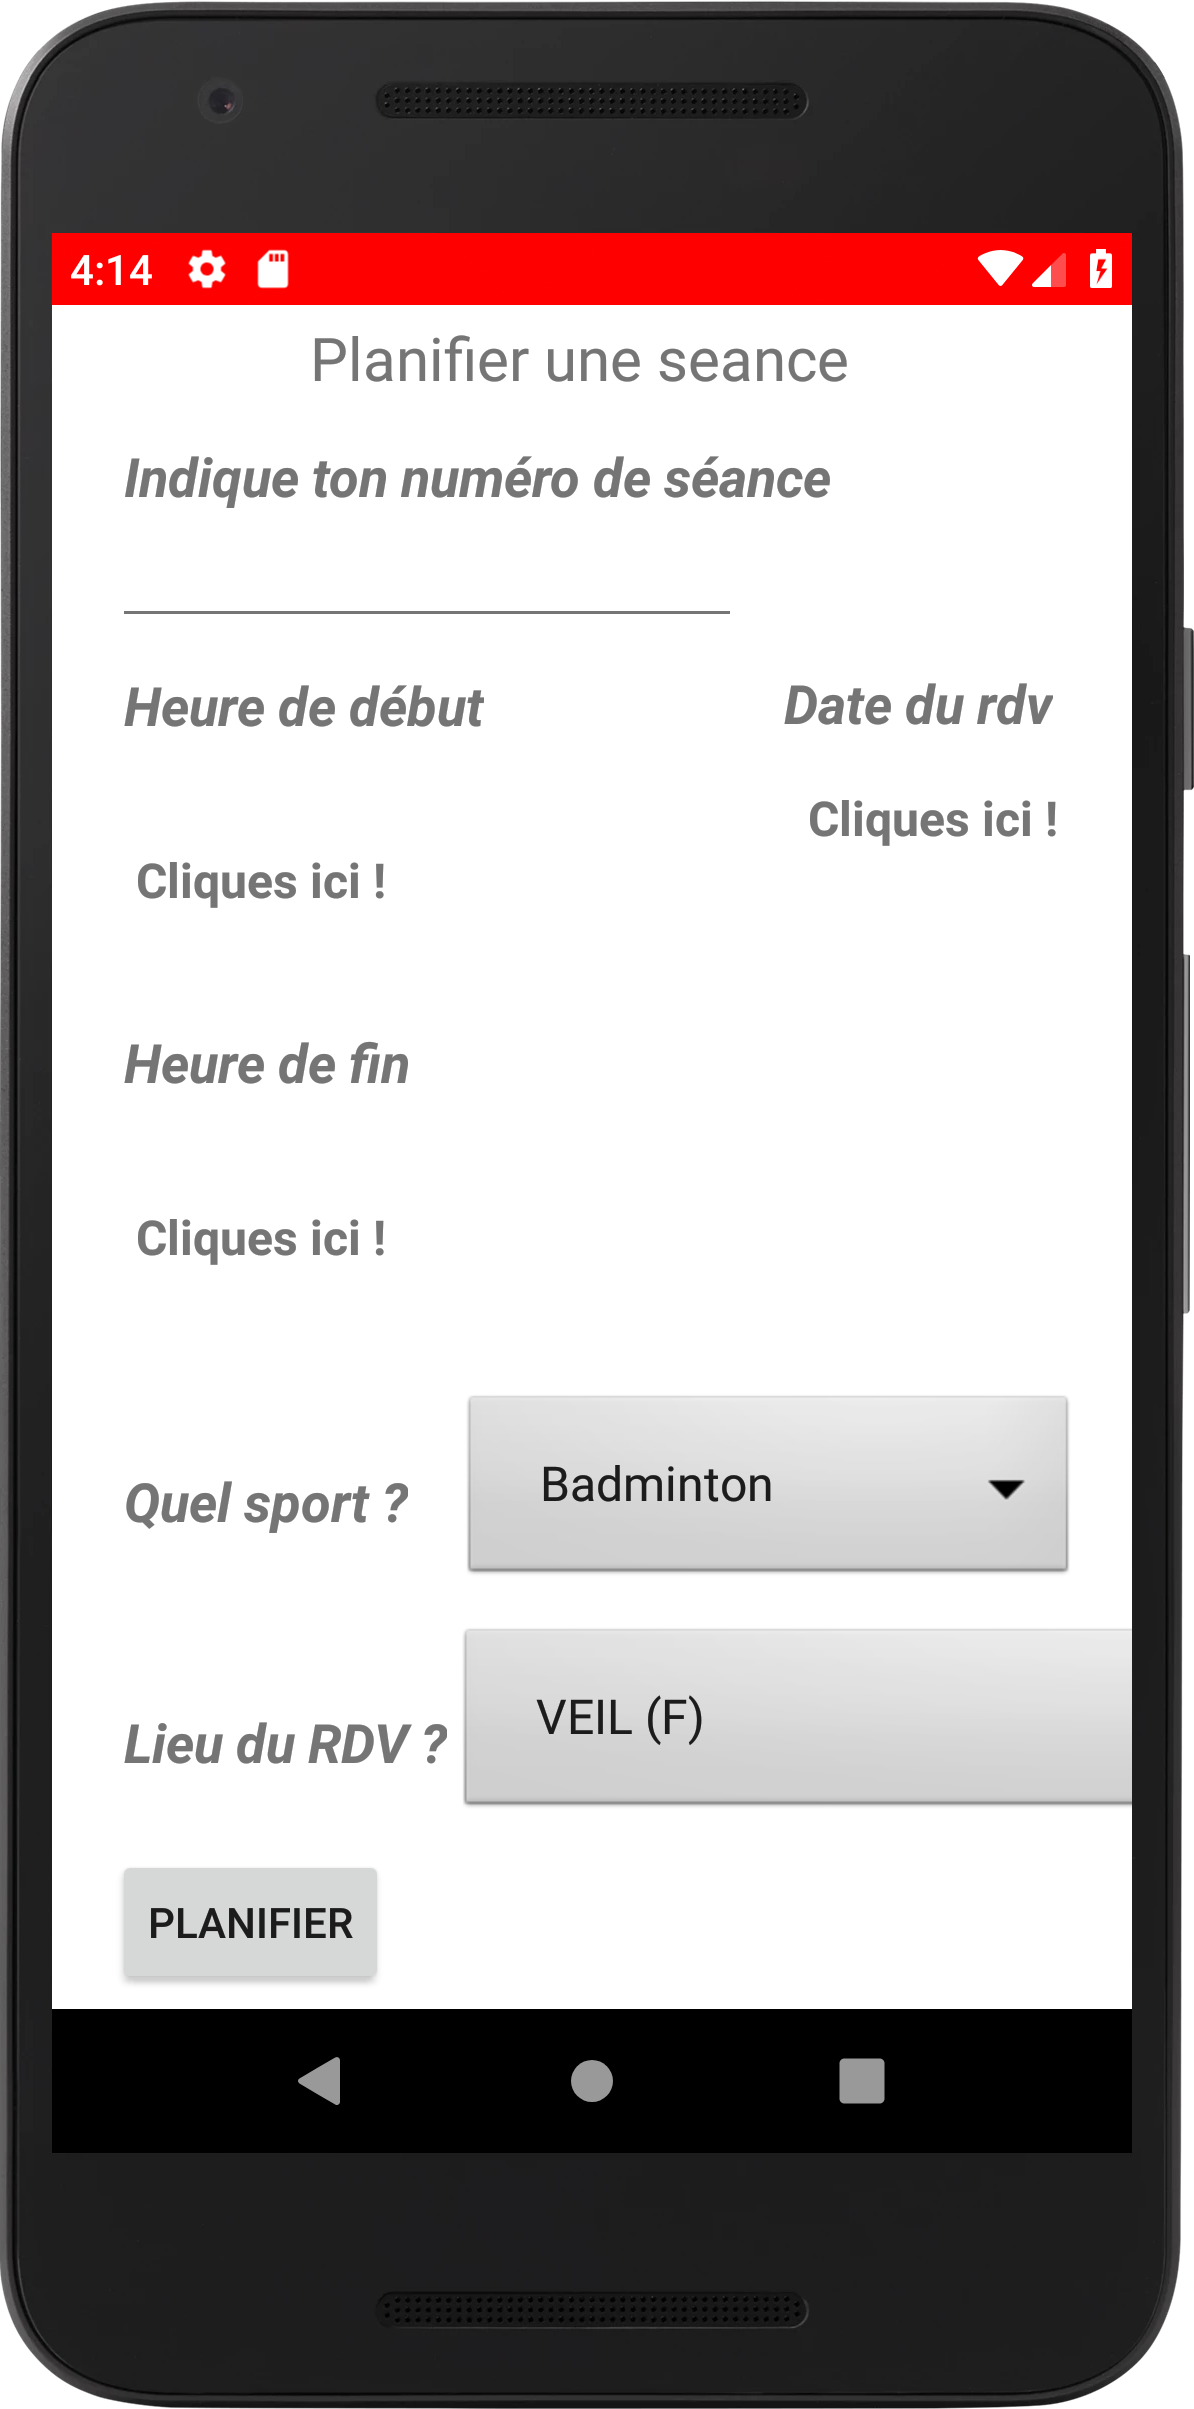 4:14
Planifier une seance
Indique ton numéro de séance
Heure de début
Date du rdv
Cliques ici !
Cliques ici !
Heure de fin
Cliques ici !
Quel sport ?
Badminton
Lieu du RDV ?
VEIL (F)
PLANIFIER